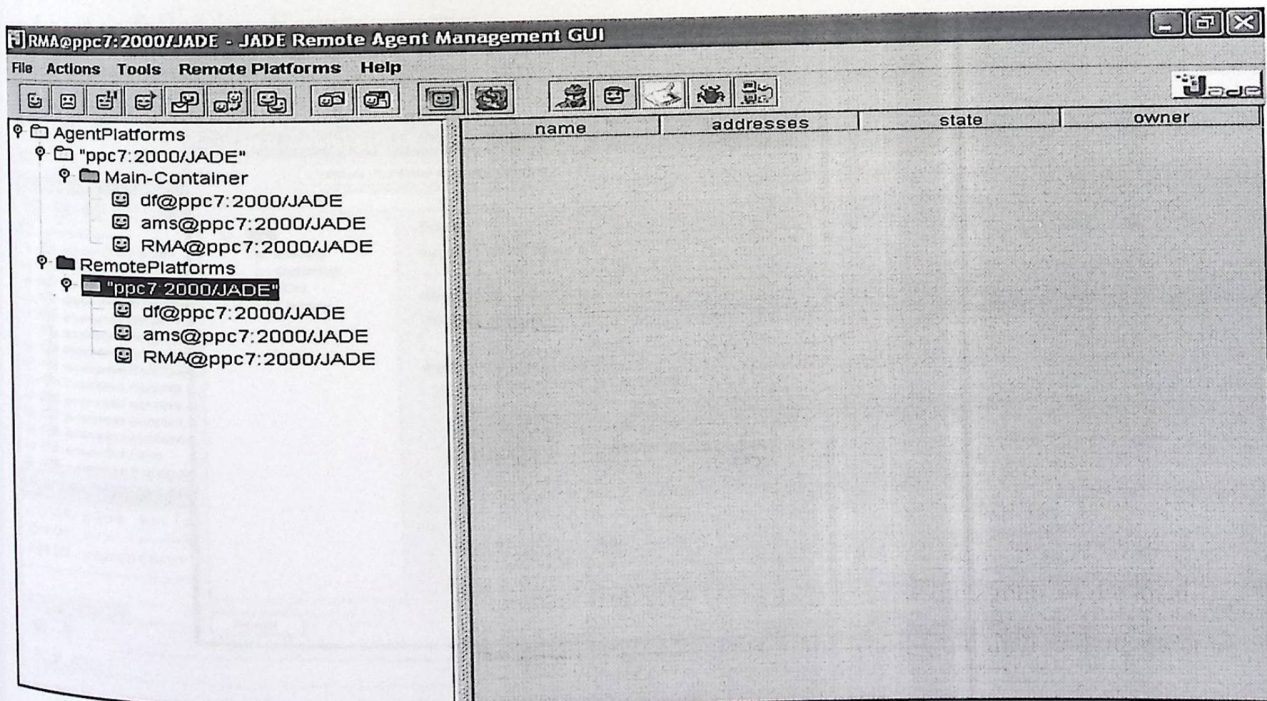 RMA@ppc7:2000/JADE - JADE Remote Agent Management GUI
File Actions Tools Remote Platforms Help
Jade
name addresses state owner
AgentPlatforms
"ppc7:2000/JADE"
Main-Container
df@ppc7:2000/JADE
ams@ppc7:2000/JADE
RMA@ppc7:2000/JADE
RemotePlatforms
"ppc7:2000/JADE"
df@ppc7:2000/JADE
ams@ppc7:2000/JADE
RMA@ppc7:2000/JADE